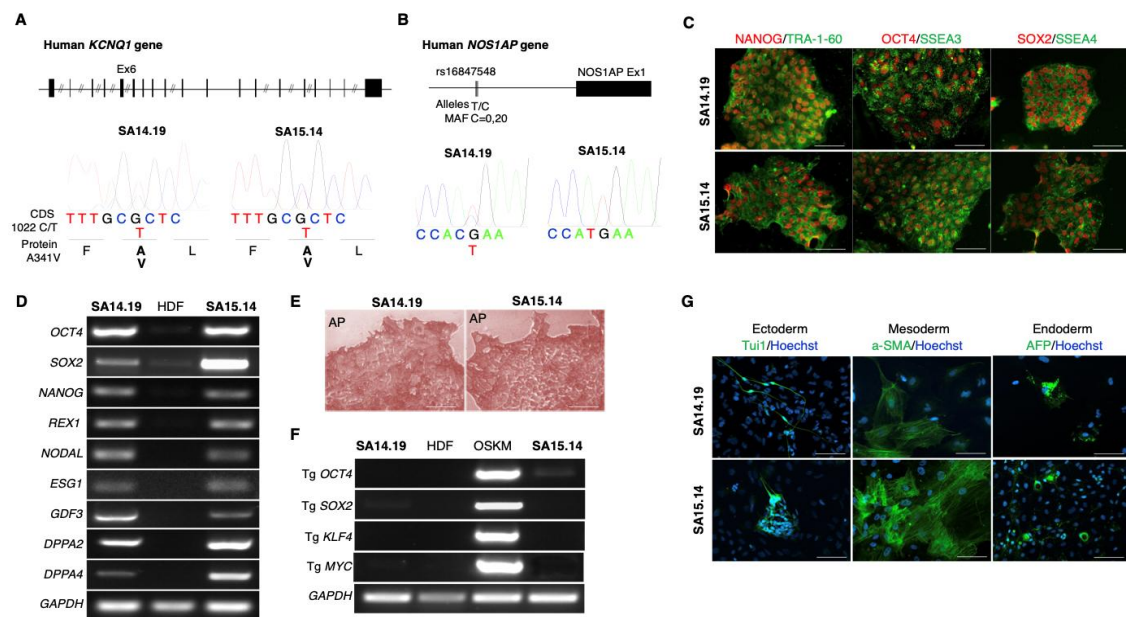 A
Human KCNQ1 gene
Ex6
SA14.19 SA15.14
CDS TTTGCGCTC TTTGCGCTC
1022 C/T T T
Protein F A L F A L
A341V V V
B
Human NOS1AP gene
rs16847548 NOS1AP Ex1
Alleles T/C
MAF C=0,20
SA14.19 SA15.14
CCACGAA CCATGAA
T
C
NANOG/TRA-1-60 OCT4/SSEA3 SOX2/SSEA4
SA14.19
SA15.14
D
SA14.19 HDF SA15.14
OCT4
SOX2
NANOG
REX1
NODAL
ESG1
GDF3
DPPA2
DPPA4
GAPDH
E
SA14.19 SA15.14
AP AP
F
SA14.19 HDF OSKM SA15.14
Tg OCT4
Tg SOX2
Tg KLF4
Tg MYC
GAPDH
G
Ectoderm Mesoderm Endoderm
Tui1/Hoechst a-SMA/Hoechst AFP/Hoechst
SA14.19
SA15.14